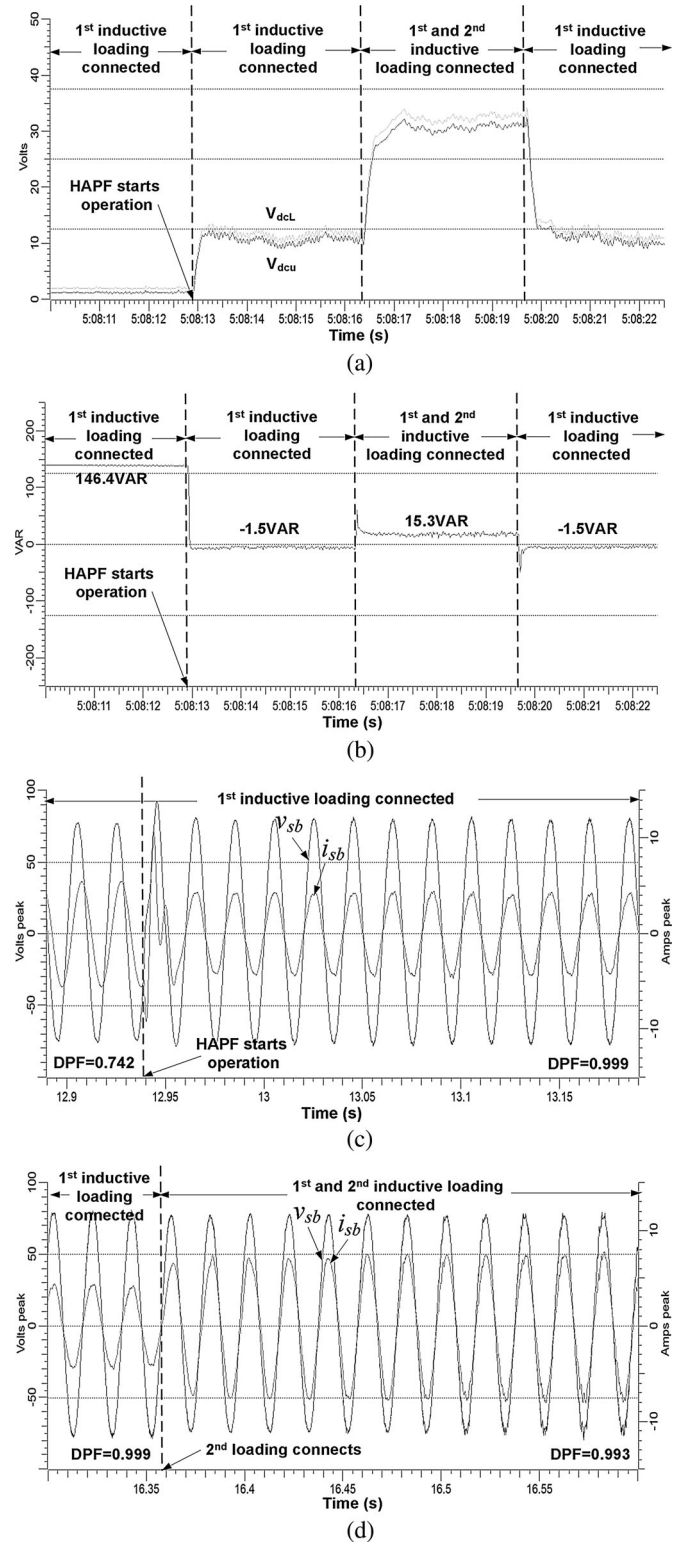 50
40
30
20
10
0
Volts
1st inductive loading connected
1st inductive loading connected
1st and 2nd inductive loading connected
1st inductive loading connected
HAPF starts operation
VdcL
Vdcu
5:08:11 5:08:12 5:08:13 5:08:14 5:08:15 5:08:16 5:08:17 5:08:18 5:08:19 5:08:20 5:08:21 5:08:22
Time (s)
(a)
200
100
0
-100
-200
VAR
1st inductive loading connected
1st inductive loading connected
1st and 2nd inductive loading connected
1st inductive loading connected
146.4VAR
-1.5VAR
15.3VAR
-1.5VAR
HAPF starts operation
5:08:11 5:08:12 5:08:13 5:08:14 5:08:15 5:08:16 5:08:17 5:08:18 5:08:19 5:08:20 5:08:21 5:08:22
Time (s)
(b)
100
50
0
-50
Volts peak
10
5
0
-5
-10
Amps peak
1st inductive loading connected
vsb
isb
HAPF starts operation
DPF=0.742
DPF=0.999
12.9 12.95 13 13.05 13.1 13.15
Time (s)
(c)
100
50
0
-50
Volts peak
10
5
0
-5
-10
Amps peak
1st inductive loading connected
1st and 2nd inductive loading connected
vsb
isb
DPF=0.999
2nd loading connects
DPF=0.993
16.35 16.4 16.45 16.5 16.55
Time (s)
(d)